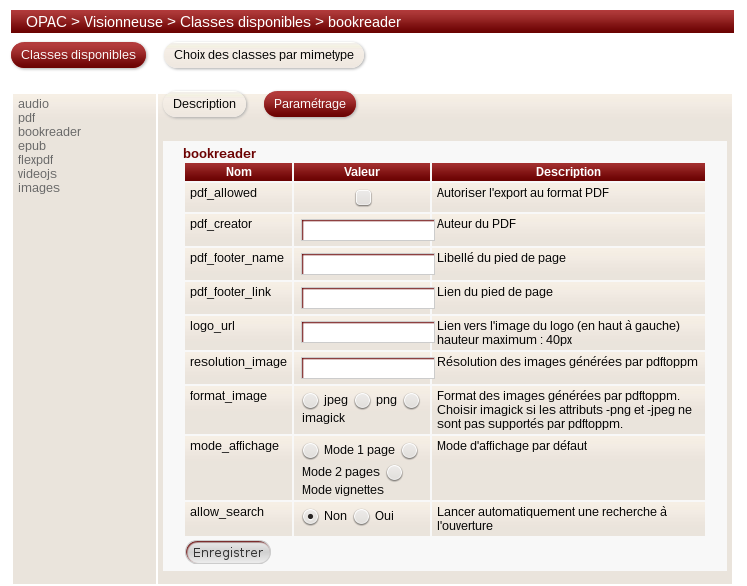 OPAC > Visionneuse > Classes disponibles > bookreader
Classes disponibles
Choix des classes par mimetype
audio
pdf
bookreader
epub
flexpdf
videojs
images
Description
Paramétrage
bookreader
Nom Valeur Description
pdf_allowed Autoriser l'export au format PDF
pdf_creator Auteur du PDF
pdf_footer_name Libellé du pied de page
pdf_footer_link Lien du pied de page
logo_url Lien vers l'image du logo (en haut à gauche)
hauteur maximum : 40px
resolution_image Résolution des images générées par pdftoppm
format_image jpeg png
imagick
Format des images générées par pdftoppm.
Choisir imagick si les attributs -png et -jpeg ne
sont pas supportés par pdftoppm.
mode_affichage Mode 1 page
Mode 2 pages
Mode vignettes
Mode d'affichage par défaut
allow_search Non Oui
Lancer automatiquement une recherche à
l'ouverture
Enregistrer